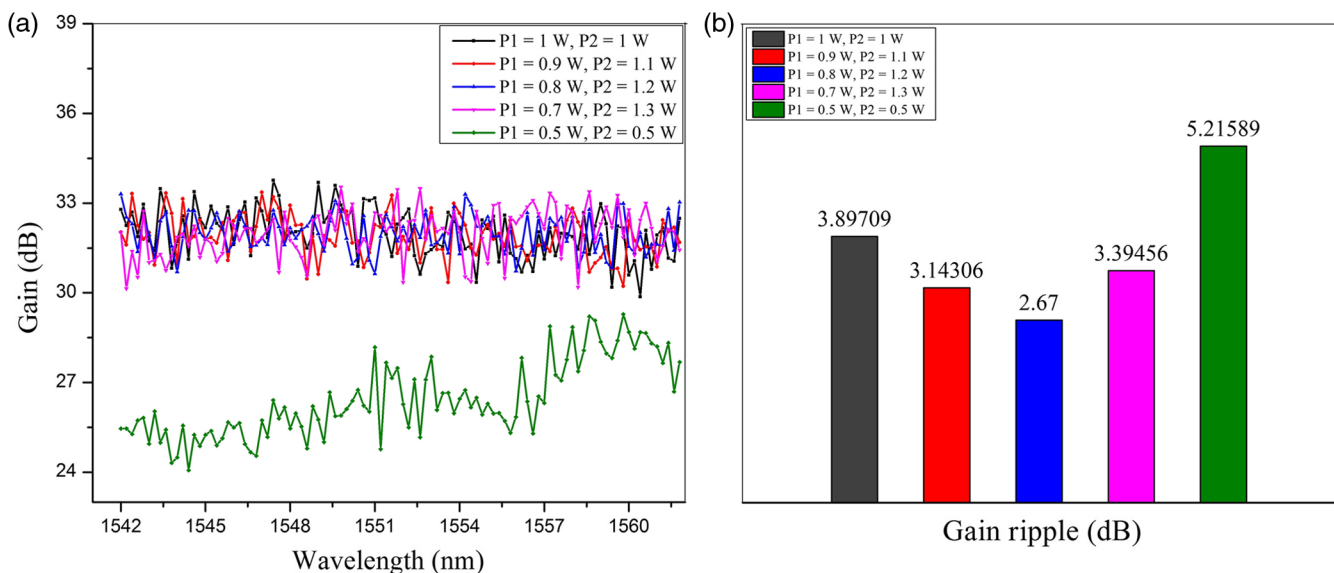 (a)
39
36
33
30
27
24
Gain (dB)
P1 = 1 W, P2 = 1 W
P1 = 0.9 W, P2 = 1.1 W
P1 = 0.8 W, P2 = 1.2 W
P1 = 0.7 W, P2 = 1.3 W
P1 = 0.5 W, P2 = 0.5 W
1542 1545 1548 1551 1554 1557 1560
Wavelength (nm)
(b)
P1 = 1 W, P2 = 1 W
P1 = 0.9 W, P2 = 1.1 W
P1 = 0.8 W, P2 = 1.2 W
P1 = 0.7 W, P2 = 1.3 W
P1 = 0.5 W, P2 = 0.5 W
3.89709
3.14306
2.67
3.39456
5.21589
Gain ripple (dB)